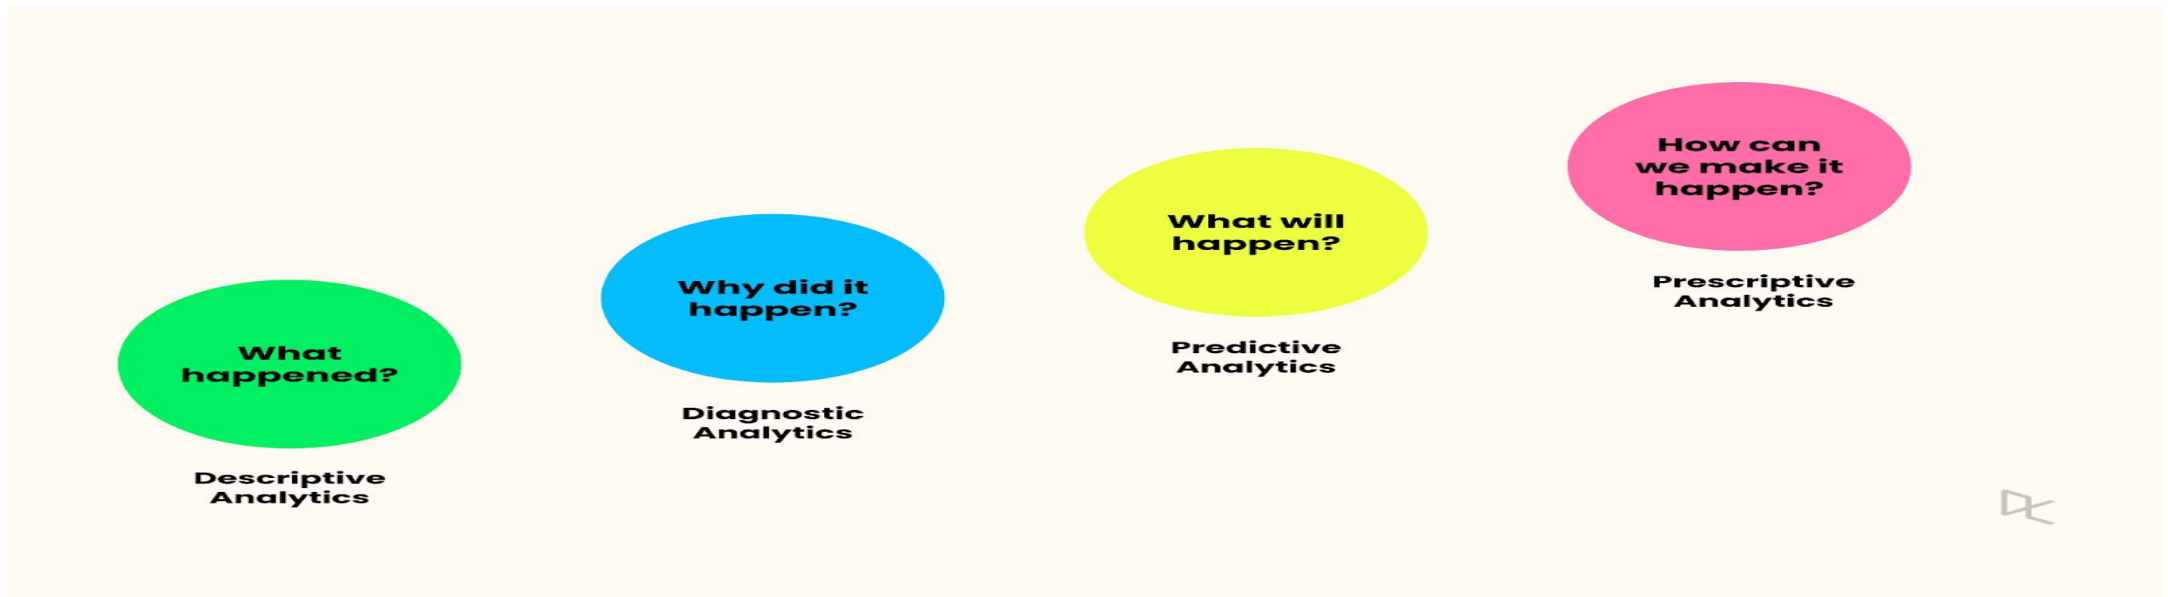 What
happened?
Descriptive
Analytics
Why did it
happen?
Diagnostic
Analytics
What will
happen?
Predictive
Analytics
How can
we make it
happen?
Prescriptive
Analytics